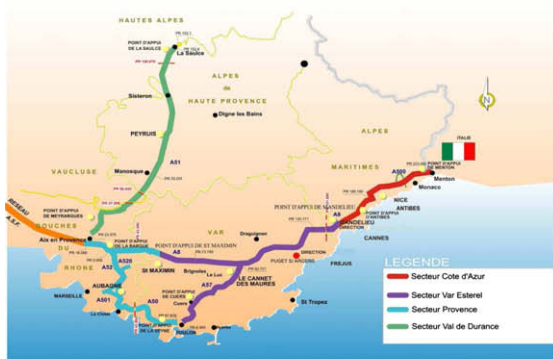 HAUTES ALPES
POINT D'APPUI
DE LA SAULCE
La Saulce
ALPES
de
HAUTE PROVENCE
Sisteron
Digne les Bains
PEYRUIS
A51
Manosque
VAUCLUSE
ALPES
MARITIMES
ITALIE
N
A500
POINT D'APPUI
DE MENTON
Menton
Monaco
NICE
ANTIBES
POINT D'APPUI
D'ANTIBES
CANNES
POINT D'APPUI DE MANDELIEU
A8
MANDELIEU
DIRECTION
RESEAU
A.S.F.
BOUCHES
DU
RHONE
POINT D'APPUI
DE MEYRARGUES
Aix en Provence
POINT D'APPUI
DE LA BARQUE
A8
POINT D'APPUI DE ST MAXIMIN
VAR
Draguignan
DIRECTION
PUGET S/ ARGENS
FREJUS
A52
A520
ST MAXIMIN
Brignoles
Le Luc
LE CANNET
DES MAURES
A57
MARSEILLE
AUBAGNE
A501
A50
La Ciotat
POINT D'APPUI
DE CUERS
Cuers
POINT D'APPUI
DE LA SEYNE
TOULON
St Tropez
LEGENDE
Secteur Cote d'Azur
Secteur Var Esterel
Secteur Provence
Secteur Val de Durance